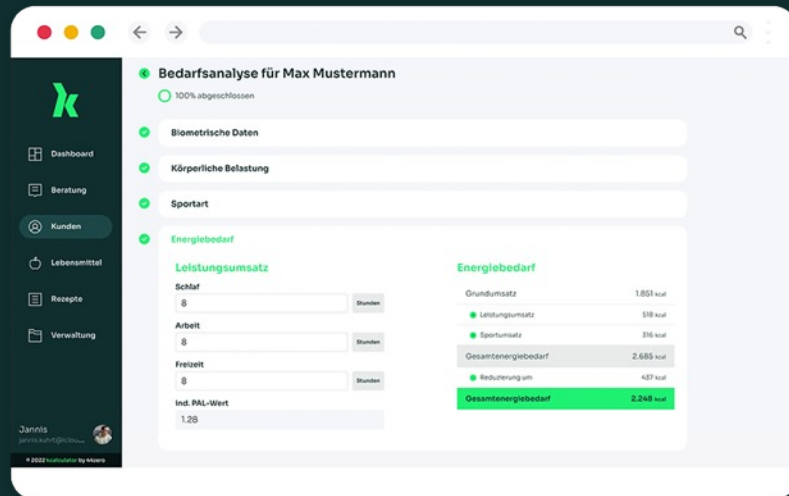 Bedarfsanalyse für Max Mustermann
100% abgeschlossen
Dashboard
Beratung
Kunden
Lebensmittel
Rezepte
Verwaltung
Jannis
© 2022 kcalculator by
Biometrische Daten
Körperliche Belastung
Sportart
Energiebedarf
Leistungsumsatz
Schlaf
8 Stunden
Arbeit
8 Stunden
Freizeit
8 Stunden
ind. PAL-Wert
1.28
Energiebedarf
Grundumsatz 1.851 kcal
Leistungsumsatz 518 kcal
Sportumsatz 316 kcal
Gesamtenergiebedarf 2.685 kcal
Reduzierung um 437 kcal
Gesamtenergiebedarf 2.248 kcal